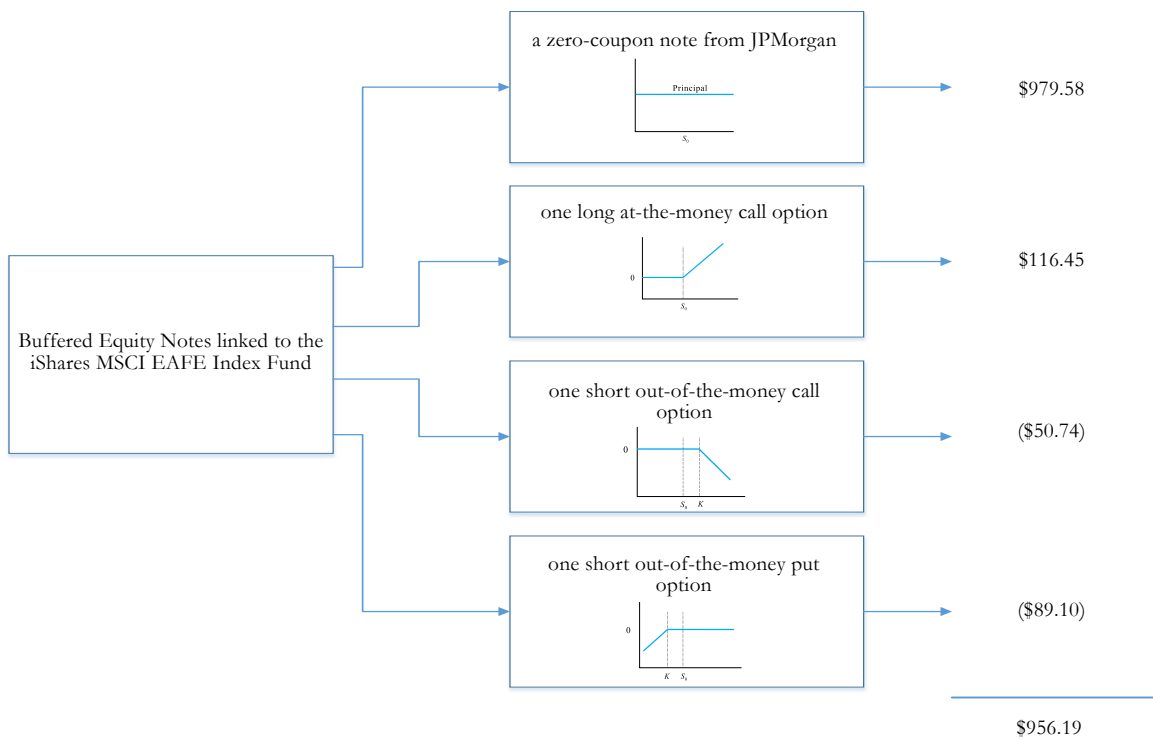 a zero-coupon note from JPMorgan
Principal
S₀
$979.58
one long at-the-money call option
0
S₀
$116.45
Buffered Equity Notes linked to the
iShares MSCI EAFE Index Fund
one short out-of-the-money call
option
0
S₀ K
($50.74)
one short out-of-the-money put
option
0
K S₀
($89.10)
$956.19